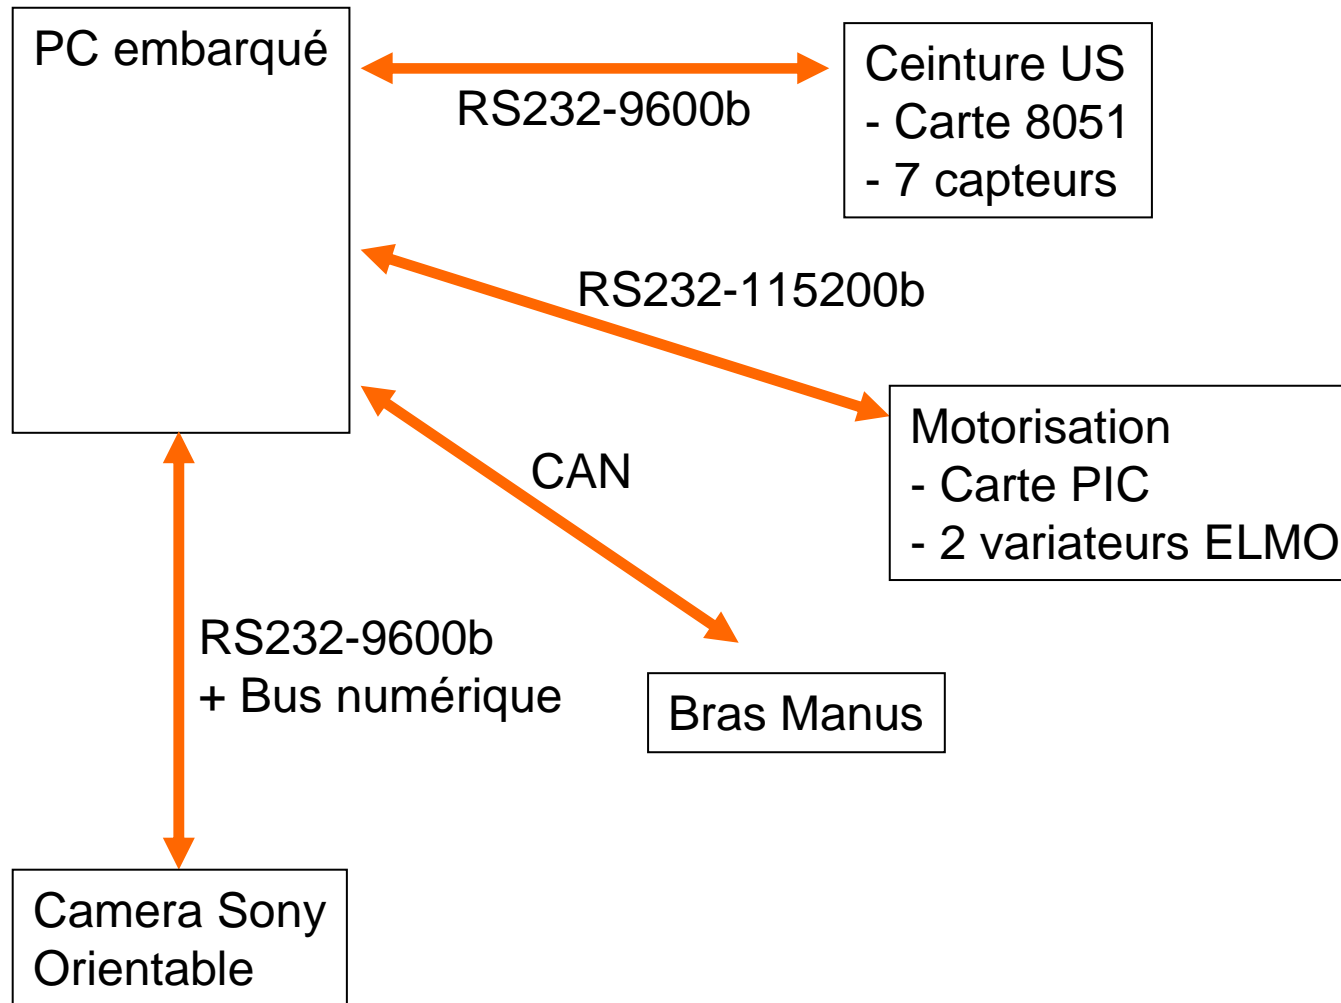 PC embarqué
RS232-9600b
Ceinture US
- Carte 8051
- 7 capteurs
RS232-115200b
Motorisation
- Carte PIC
- 2 variateurs ELMO
CAN
RS232-9600b
+ Bus numérique
Bras Manus
Camera Sony
Orientable